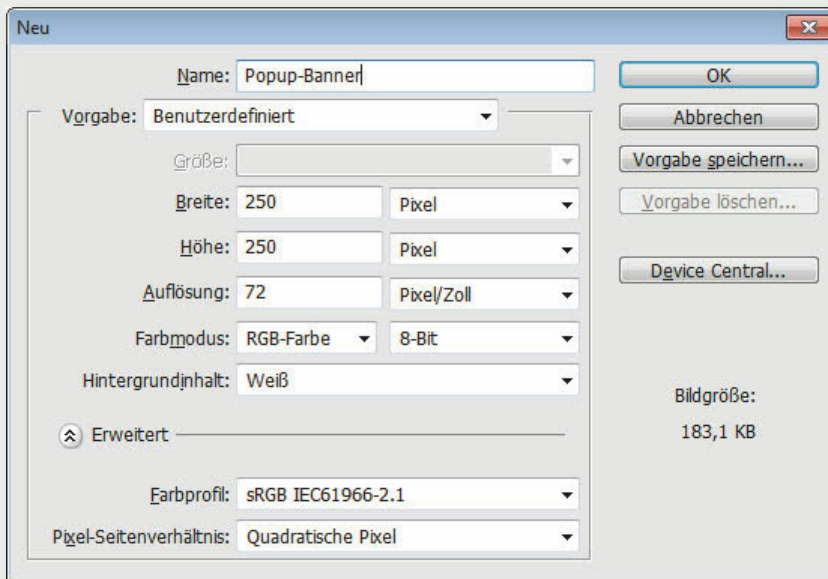 Neu
Name: Popup-Banner
OK
Vorgabe: Benutzerdefiniert
Abbrechen
Größe:
Vorgabe speichern...
Breite: 250 Pixel
Vorgabe löschen...
Höhe: 250 Pixel
Device Central...
Auflösung: 72 Pixel/Zoll
Farbmodus: RGB-Farbe 8-Bit
Hintergrundinhalt: Weiß
Bildgröße:
183,1 KB
Erweitert
Farbprofil: sRGB IEC61966-2.1
Pixel-Seitenverhältnis: Quadratische Pixel